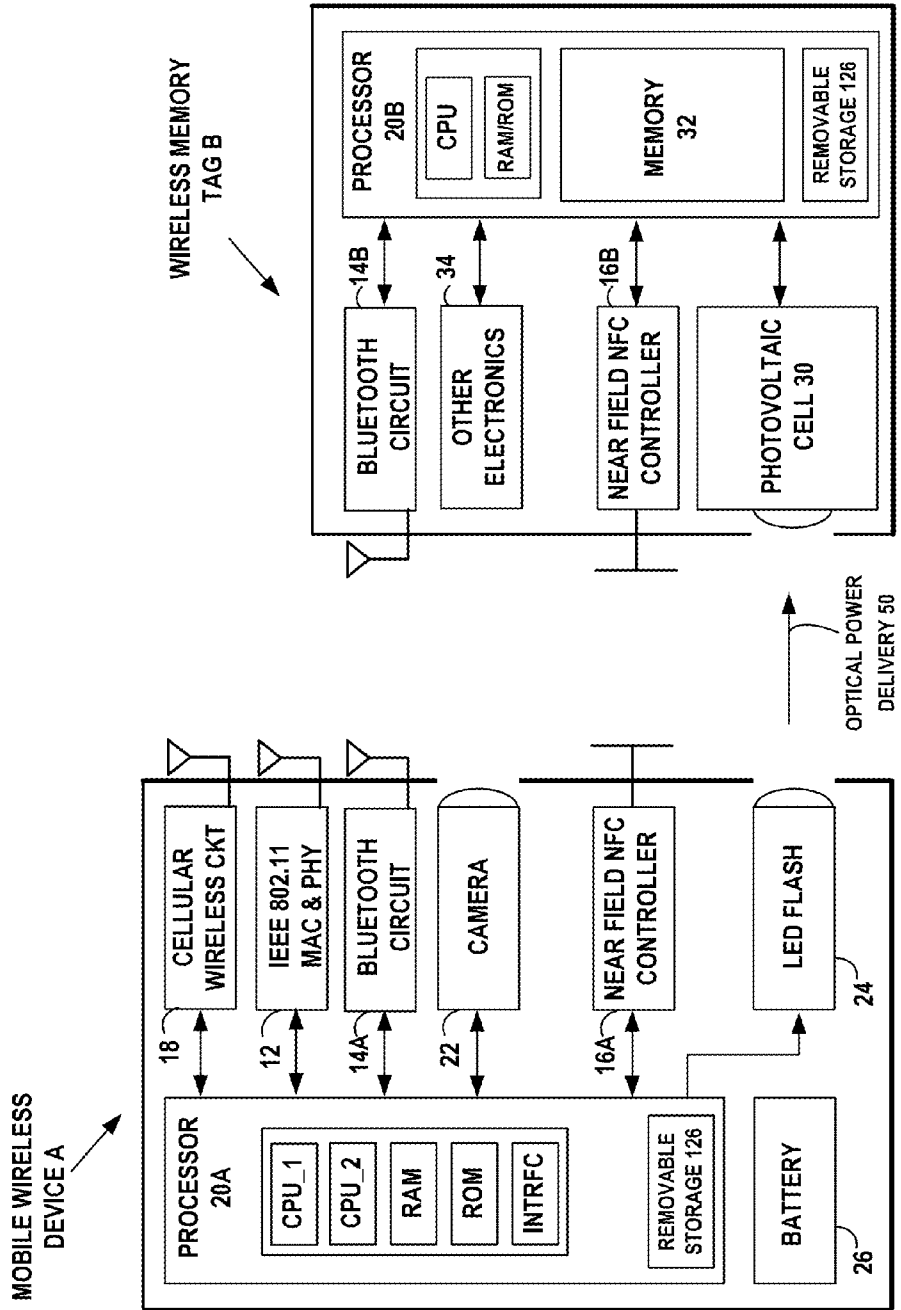 MOBILE WIRELESS
DEVICE A
PROCESSOR
20A
CPU_1
CPU_2
RAM
ROM
INTRFC
REMOVABLE
STORAGE 126
BATTERY
26
18
CELLULAR
WIRELESS CKT
12
IEEE 802.11
MAC & PHY
14A
BLUETOOTH
CIRCUIT
22
CAMERA
16A
NEAR FIELD NFC
CONTROLLER
LED FLASH
24
OPTICAL POWER
DELIVERY 50
WIRELESS MEMORY
TAG B
BLUETOOTH
CIRCUIT
14B
OTHER
ELECTRONICS
34
NEAR FIELD NFC
CONTROLLER
16B
PHOTOVOLTAIC
CELL 30
PROCESSOR
20B
CPU
RAM/ROM
MEMORY
32
REMOVABLE
STORAGE 126